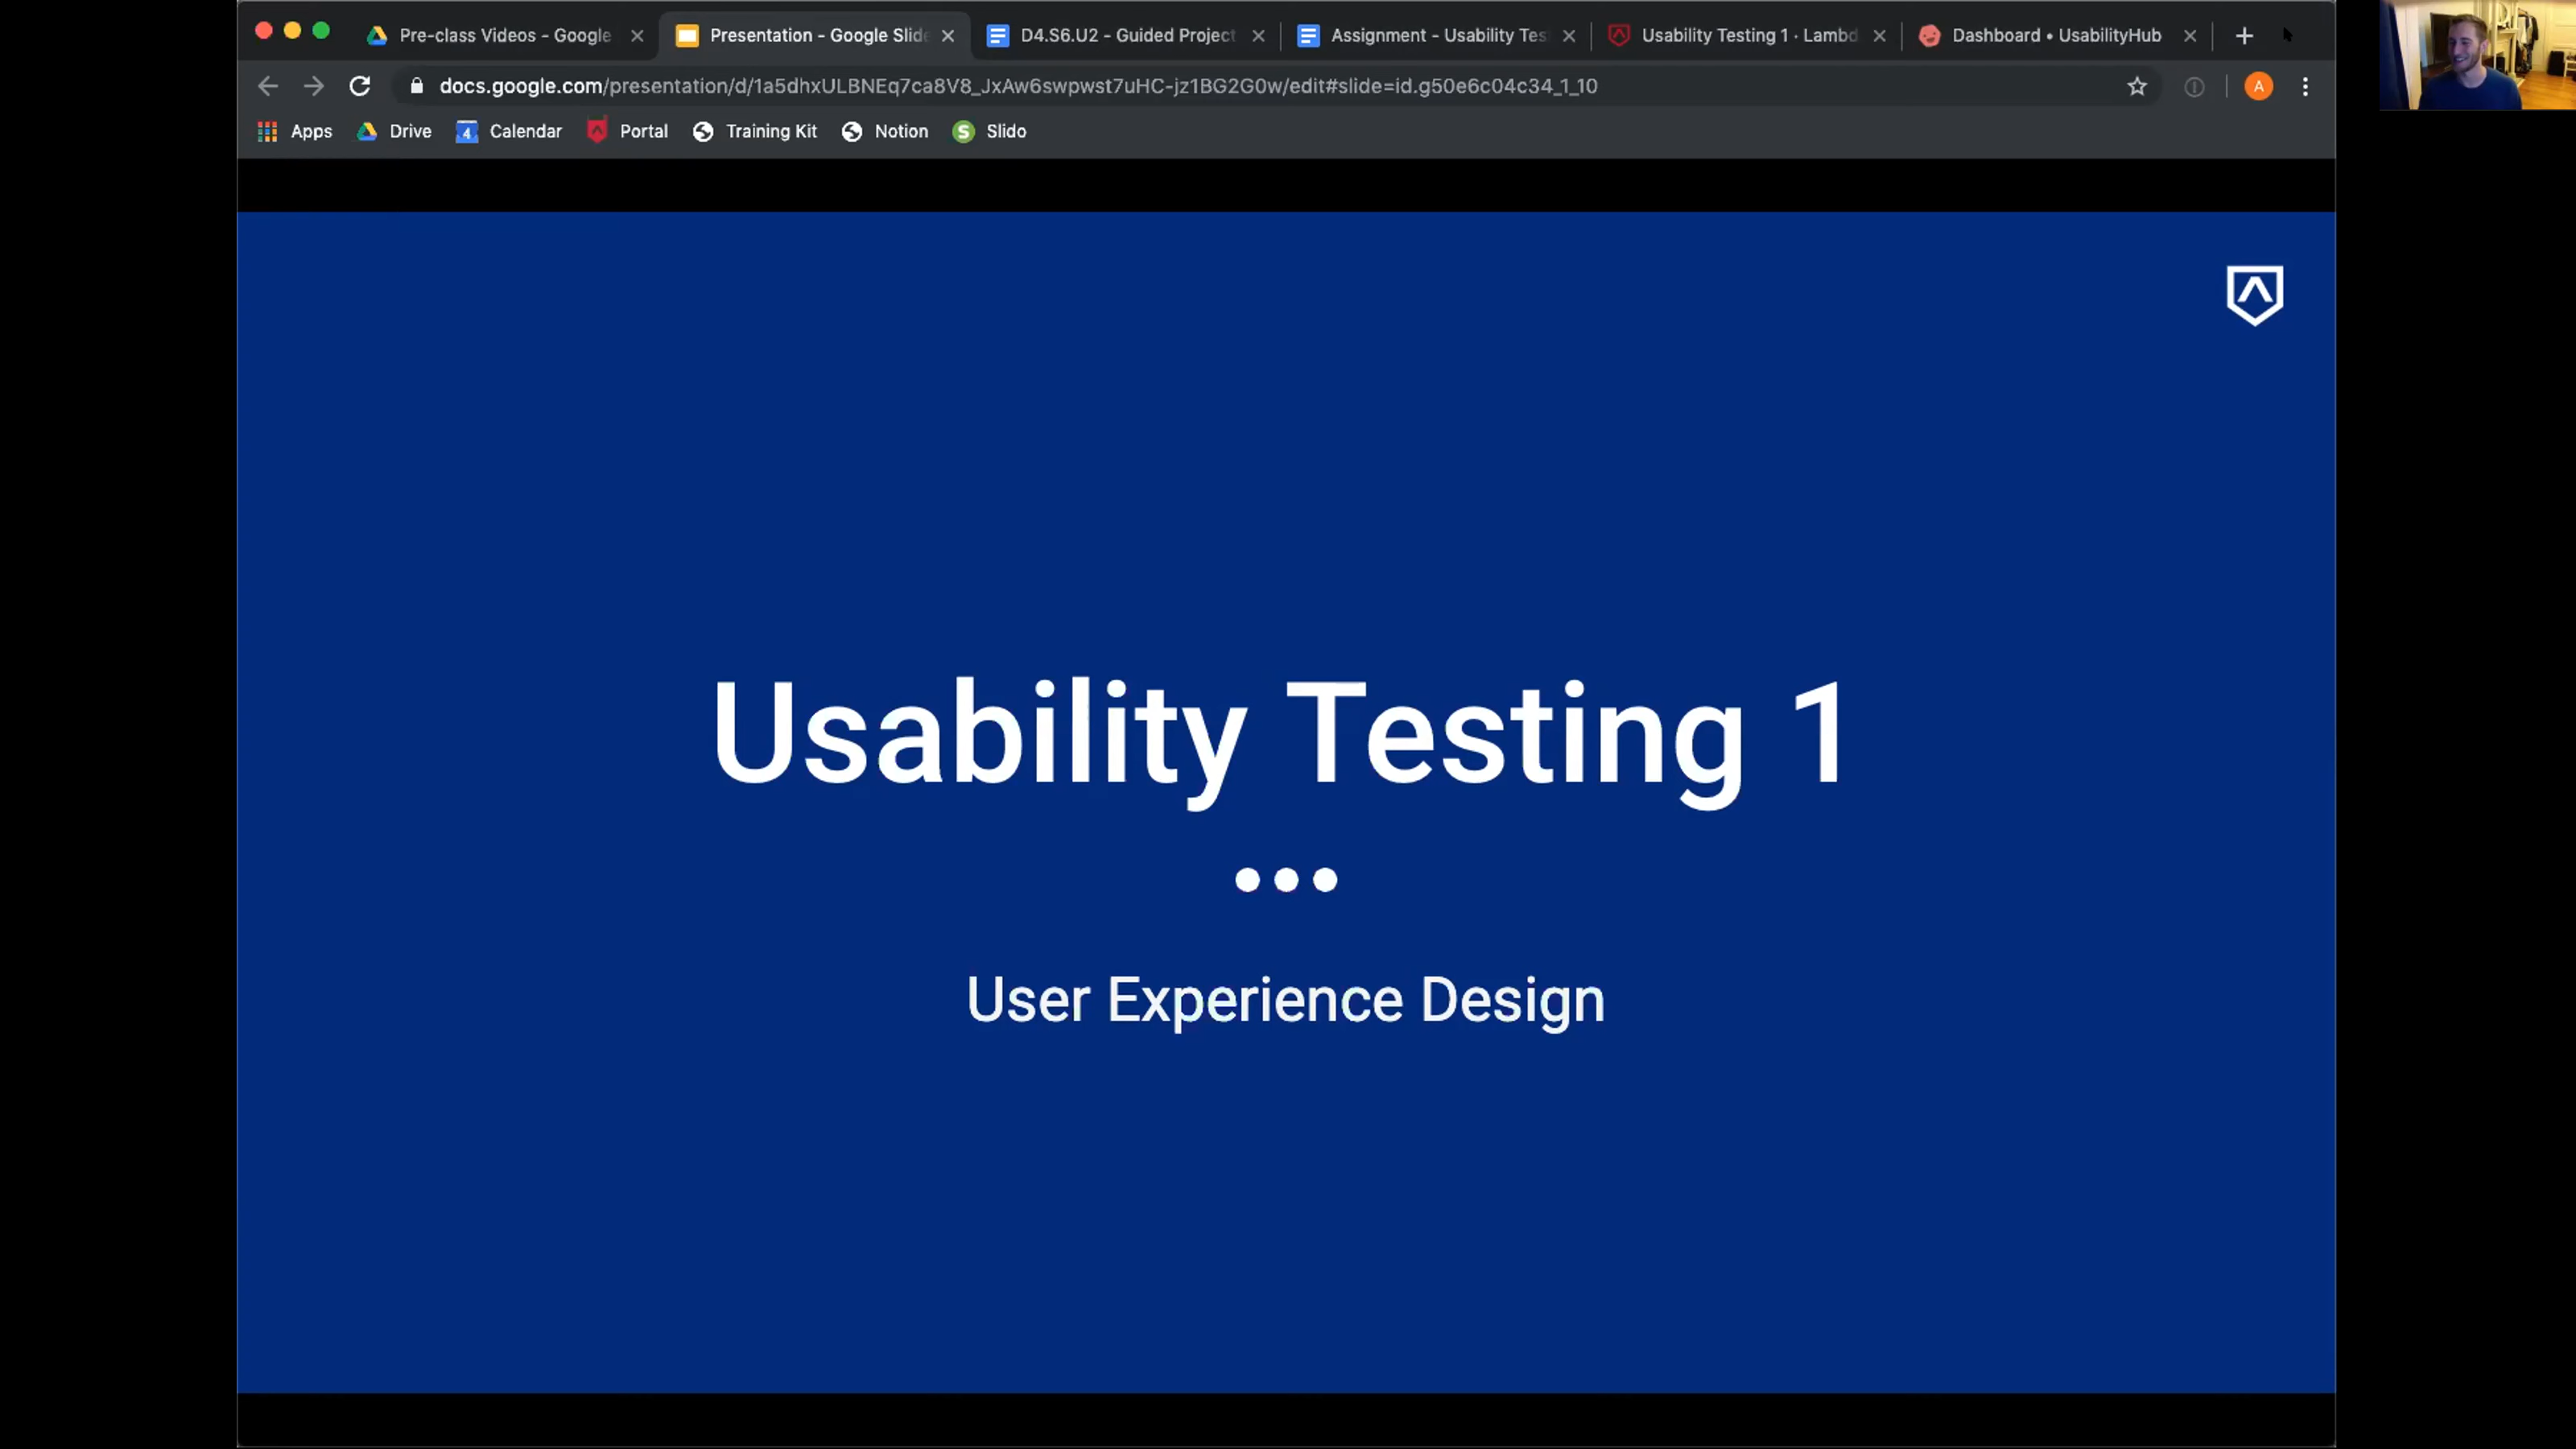 Pre-class Videos - Google
Presentation - Google Slide
D4.S6.U2 - Guided Project
Assignment - Usability Tes
Usability Testing 1 · Lambd
Dashboard • UsabilityHub
docs.google.com/presentation/d/1a5dhxULBNEq7ca8V8_JxAw6swpwst7uHC-jz1BG2G0w/edit#slide=id.g50e6c04c34_1_10
A
Apps
Drive
4
Calendar
Portal
Training Kit
Notion
S
Slido
Usability Testing 1
User Experience Design